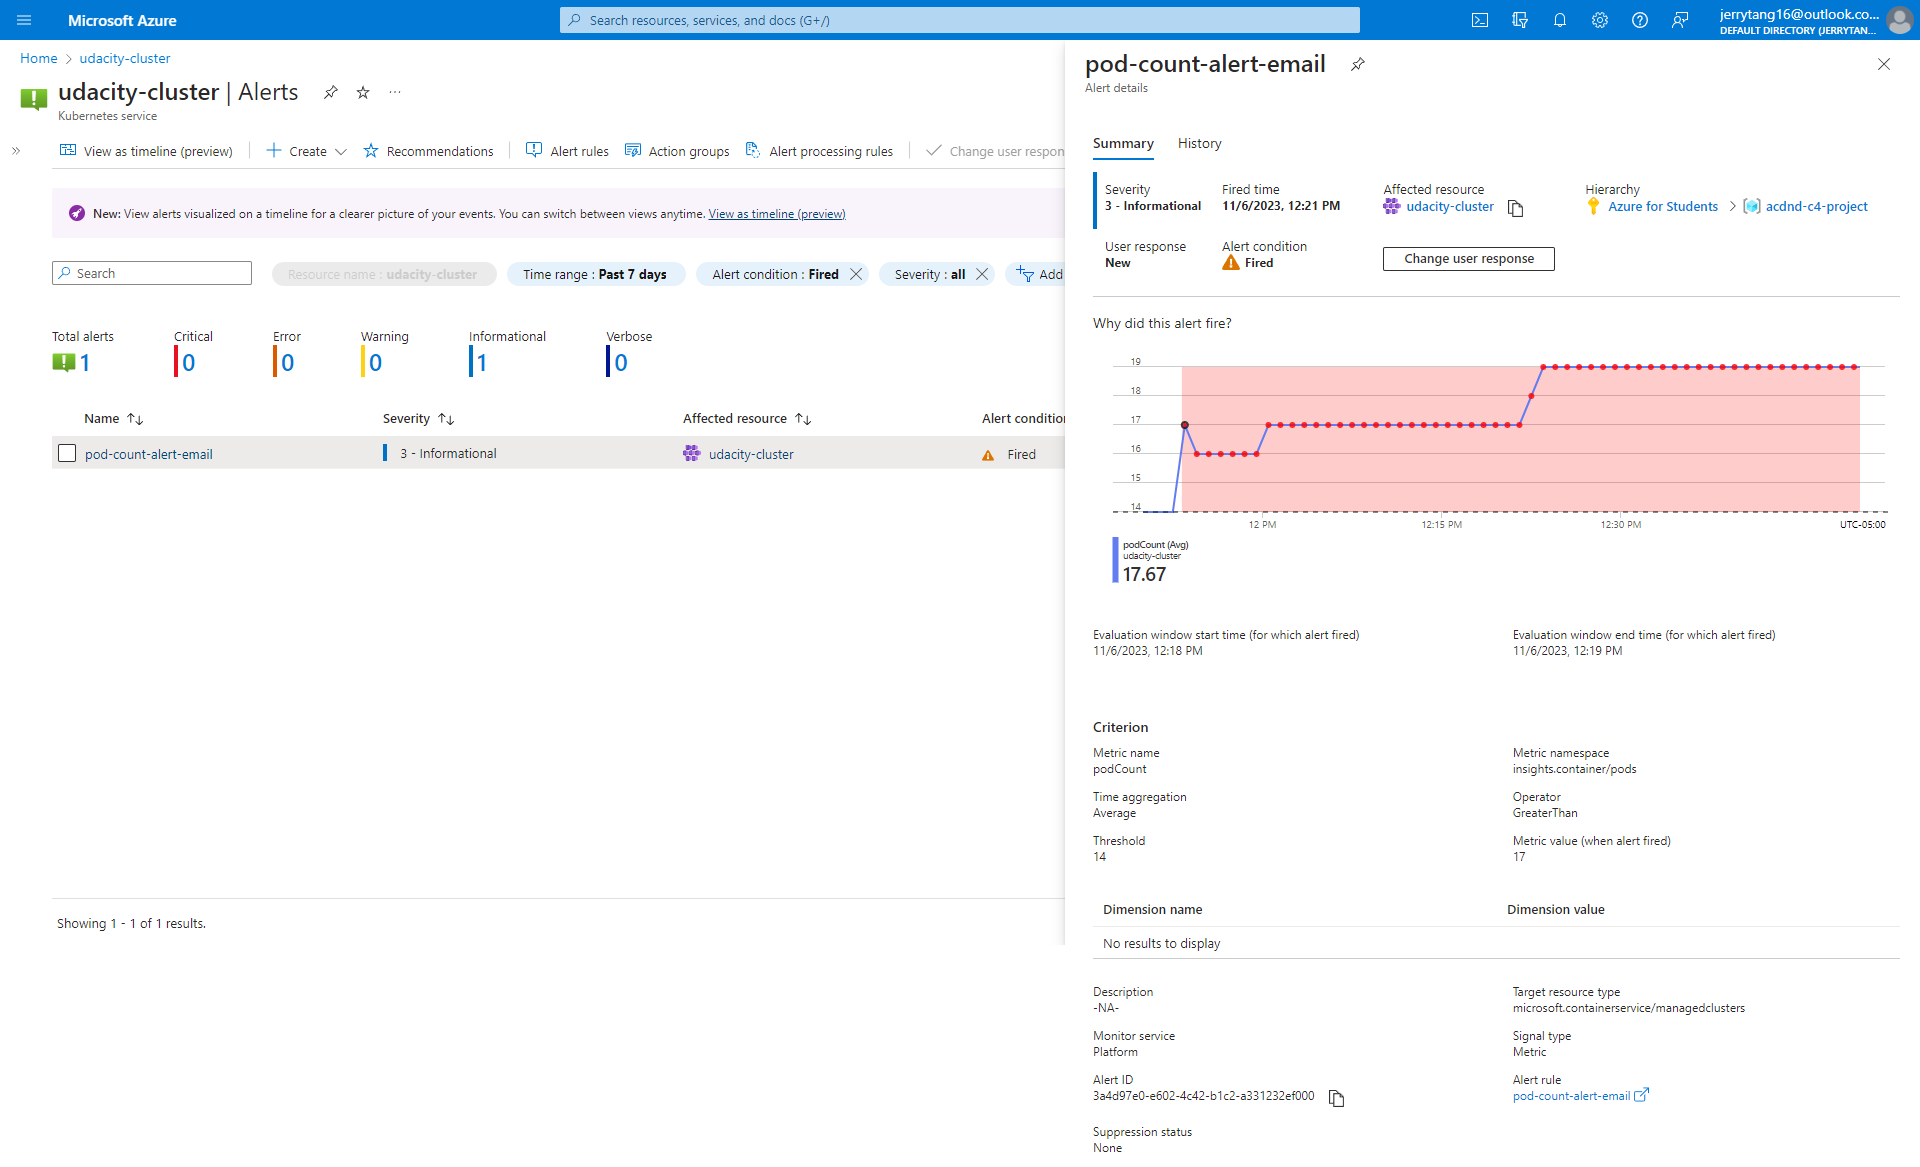 Microsoft Azure
Search resources, services, and docs (G+/)
jerrytang16@outlook.co...
DEFAULT DIRECTORY (JERRYTAN...
Home > udacity-cluster
udacity-cluster | Alerts
Kubernetes service
View as timeline (preview)
Create
Recommendations
Alert rules
Action groups
Alert processing rules
Change user respon
New: View alerts visualized on a timeline for a clearer picture of your events. You can switch between views anytime. View as timeline (preview)
Search
Resource name : udacity-cluster
Time range : Past 7 days
Alert condition : Fired
Severity : all
Add
Total alerts
1
Critical
0
Error
0
Warning
0
Informational
1
Verbose
0
Name
Severity
Affected resource
Alert condition
pod-count-alert-email
3 - Informational
udacity-cluster
Fired
Showing 1 - 1 of 1 results.
pod-count-alert-email
Alert details
Summary
History
Severity
3 - Informational
Fired time
11/6/2023, 12:21 PM
Affected resource
udacity-cluster
Hierarchy
Azure for Students > acdnd-c4-project
User response
New
Alert condition
Fired
Change user response
Why did this alert fire?
19
18
17
16
15
14
12 PM
12:15 PM
12:30 PM
UTC-05:00
podCount (Avg)
udacity-cluster
17.67
Evaluation window start time (for which alert fired)
11/6/2023, 12:18 PM
Evaluation window end time (for which alert fired)
11/6/2023, 12:19 PM
Criterion
Metric name
podCount
Metric namespace
insights.container/pods
Time aggregation
Average
Operator
GreaterThan
Threshold
14
Metric value (when alert fired)
17
Dimension name
Dimension value
No results to display
Description
-NA-
Target resource type
microsoft.containerservice/managedclusters
Monitor service
Platform
Signal type
Metric
Alert ID
3a4d97e0-e602-4c42-b1c2-a331232ef000
Alert rule
pod-count-alert-email
Suppression status
None